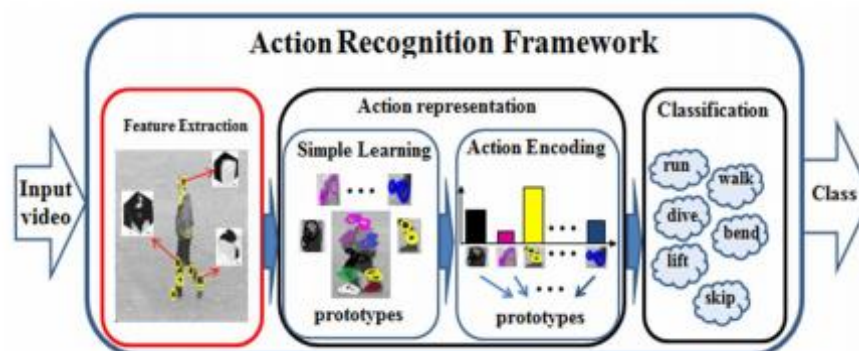 Action Recognition Framework
Input
video
Feature Extraction
Action representation
Simple Learning
prototypes
Action Encoding
prototypes
Classification
run
walk
dive
bend
lift
skip
Class